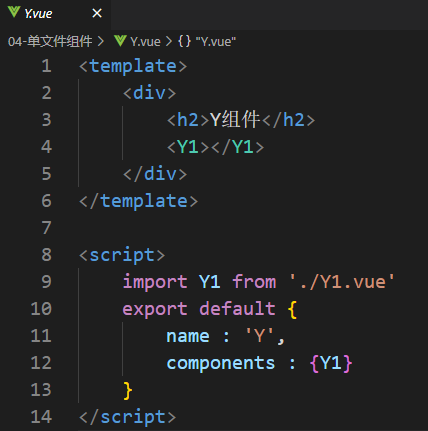 Y.vue ×
04-单文件组件 > Y.vue > {} "Y.vue"
1 <template>
2 <div>
3 <h2>Y组件</h2>
4 <Y1></Y1>
5 </div>
6 </template>
7
8 <script>
9 import Y1 from './Y1.vue'
10 export default {
11 name : 'Y',
12 components : {Y1}
13 }
14 </script>